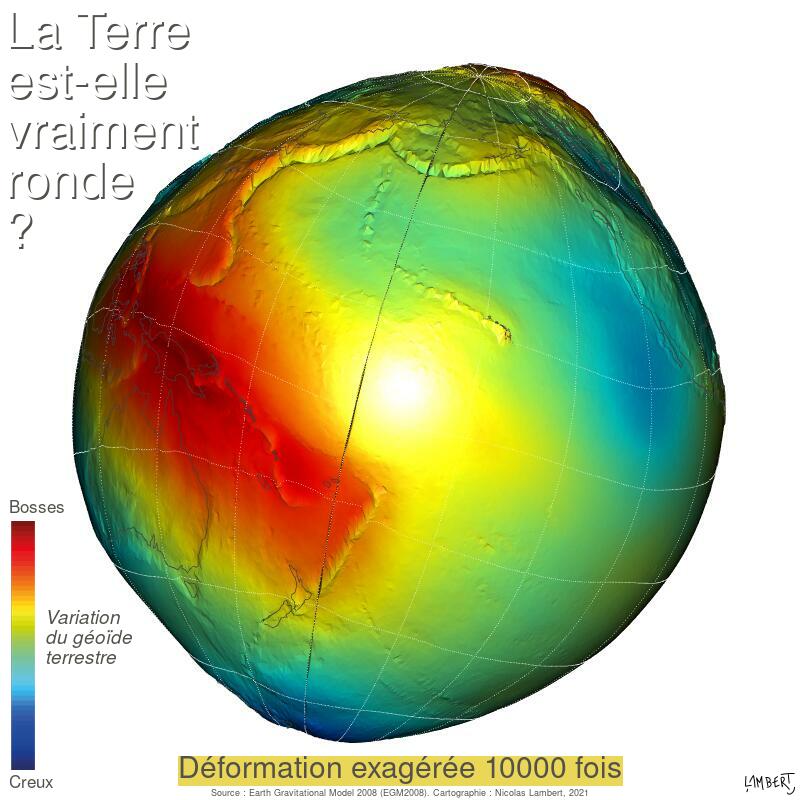 La Terre
est-elle
vraiment
ronde
?
Bosses
Variation
du géoïde
terrestre
Creux
Déformation exagérée 10000 fois
Source : Earth Gravitational Model 2008 (EGM2008). Cartographie : Nicolas Lambert, 2021
LAMBERT